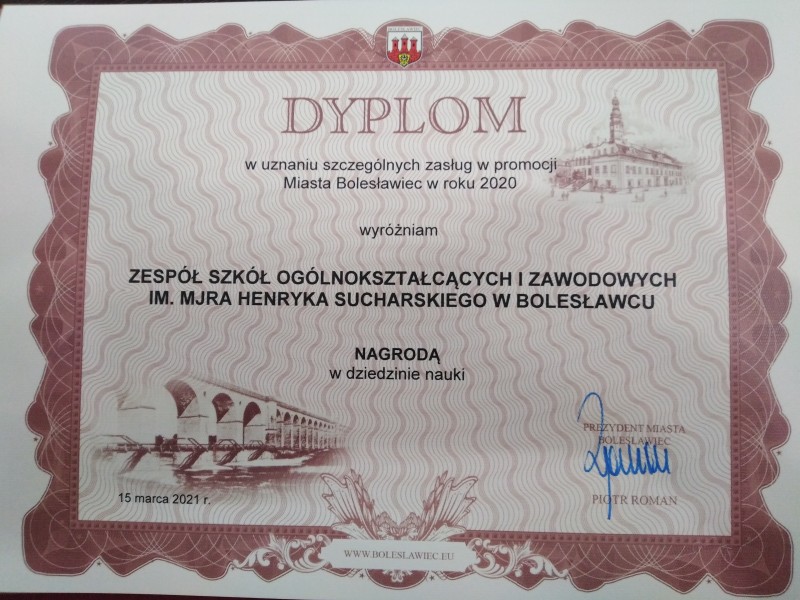 DYPLOM
w uznaniu szczególnych zasług w promocji
Miasta Bolesławiec w roku 2020
wyróżniam
ZESPÓŁ SZKÓŁ OGÓLNOKSZTAŁCĄCYCH I ZAWODOWYCH
IM. MJRA HENRYKA SUCHARSKIEGO W BOLESŁAWCU
NAGRODĄ
w dziedzinie nauki
PREZYDENT MIASTA
BOLESŁAWIEC
PIOTR ROMAN
15 marca 2021 r.
WWW.BOLESLAWIEC.EU